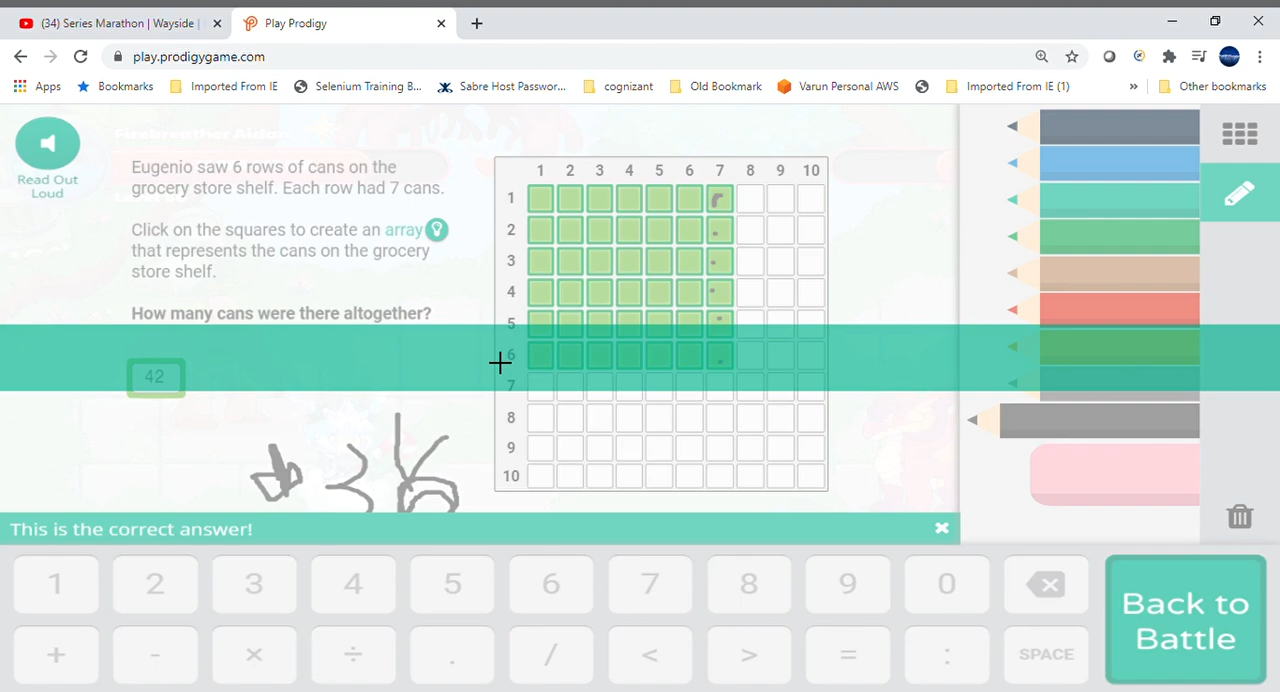 (34) Series Marathon | Wayside |
Play Prodigy
play.prodigygame.com
Apps
Bookmarks
Imported From IE
Selenium Training B...
Sabre Host Passwor...
cognizant
Old Bookmark
Varun Personal AWS
Imported From IE (1)
»
Other bookmarks
Firebreather Aidan
Read Out
Loud
Eugenio saw 6 rows of cans on the
grocery store shelf. Each row had 7 cans.
Click on the squares to create an array
that represents the cans on the grocery
store shelf.
How many cans were there altogether?
42
1 2 3 4 5 6 7 8 9 10
1
2
3
4
5
6
7
8
9
10
36
This is the correct answer!
1 2 3 4 5 6 7 8 9 0
+ - × ÷ . / < > = : SPACE
Back to
Battle